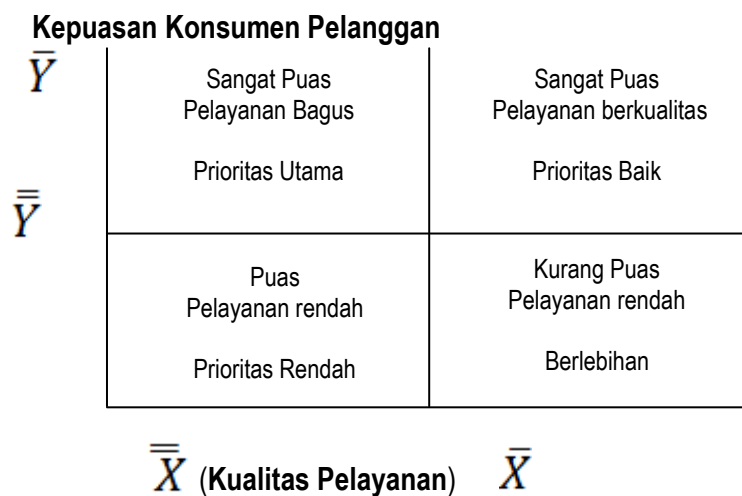 Kepuasan Konsumen Pelanggan
Y̅
Sangat Puas
Pelayanan Bagus
Prioritas Utama
Sangat Puas
Pelayanan berkualitas
Prioritas Baik
Y̿
Puas
Pelayanan rendah
Prioritas Rendah
Kurang Puas
Pelayanan rendah
Berlebihan
X̿ (Kualitas Pelayanan) X̅